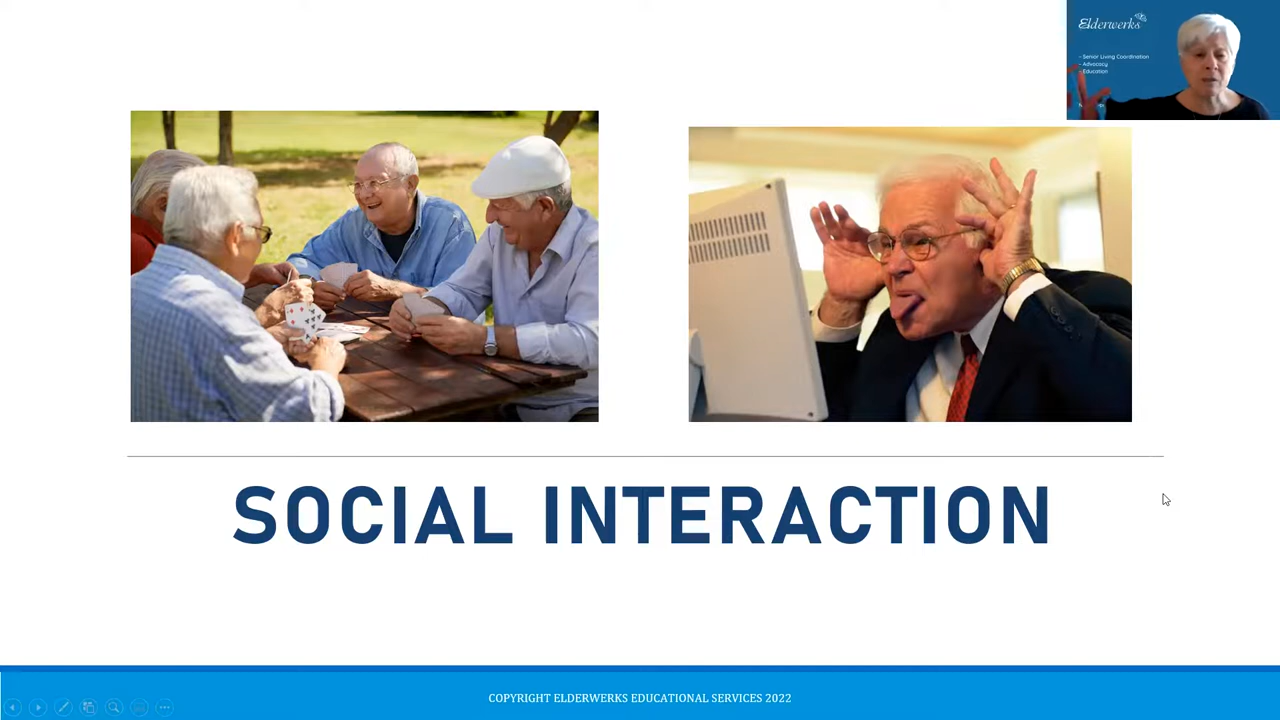 Elderwerks
- Senior Living Coordination
- Advocacy
- Education
SOCIAL INTERACTION
COPYRIGHT ELDERWERKS EDUCATIONAL SERVICES 2022